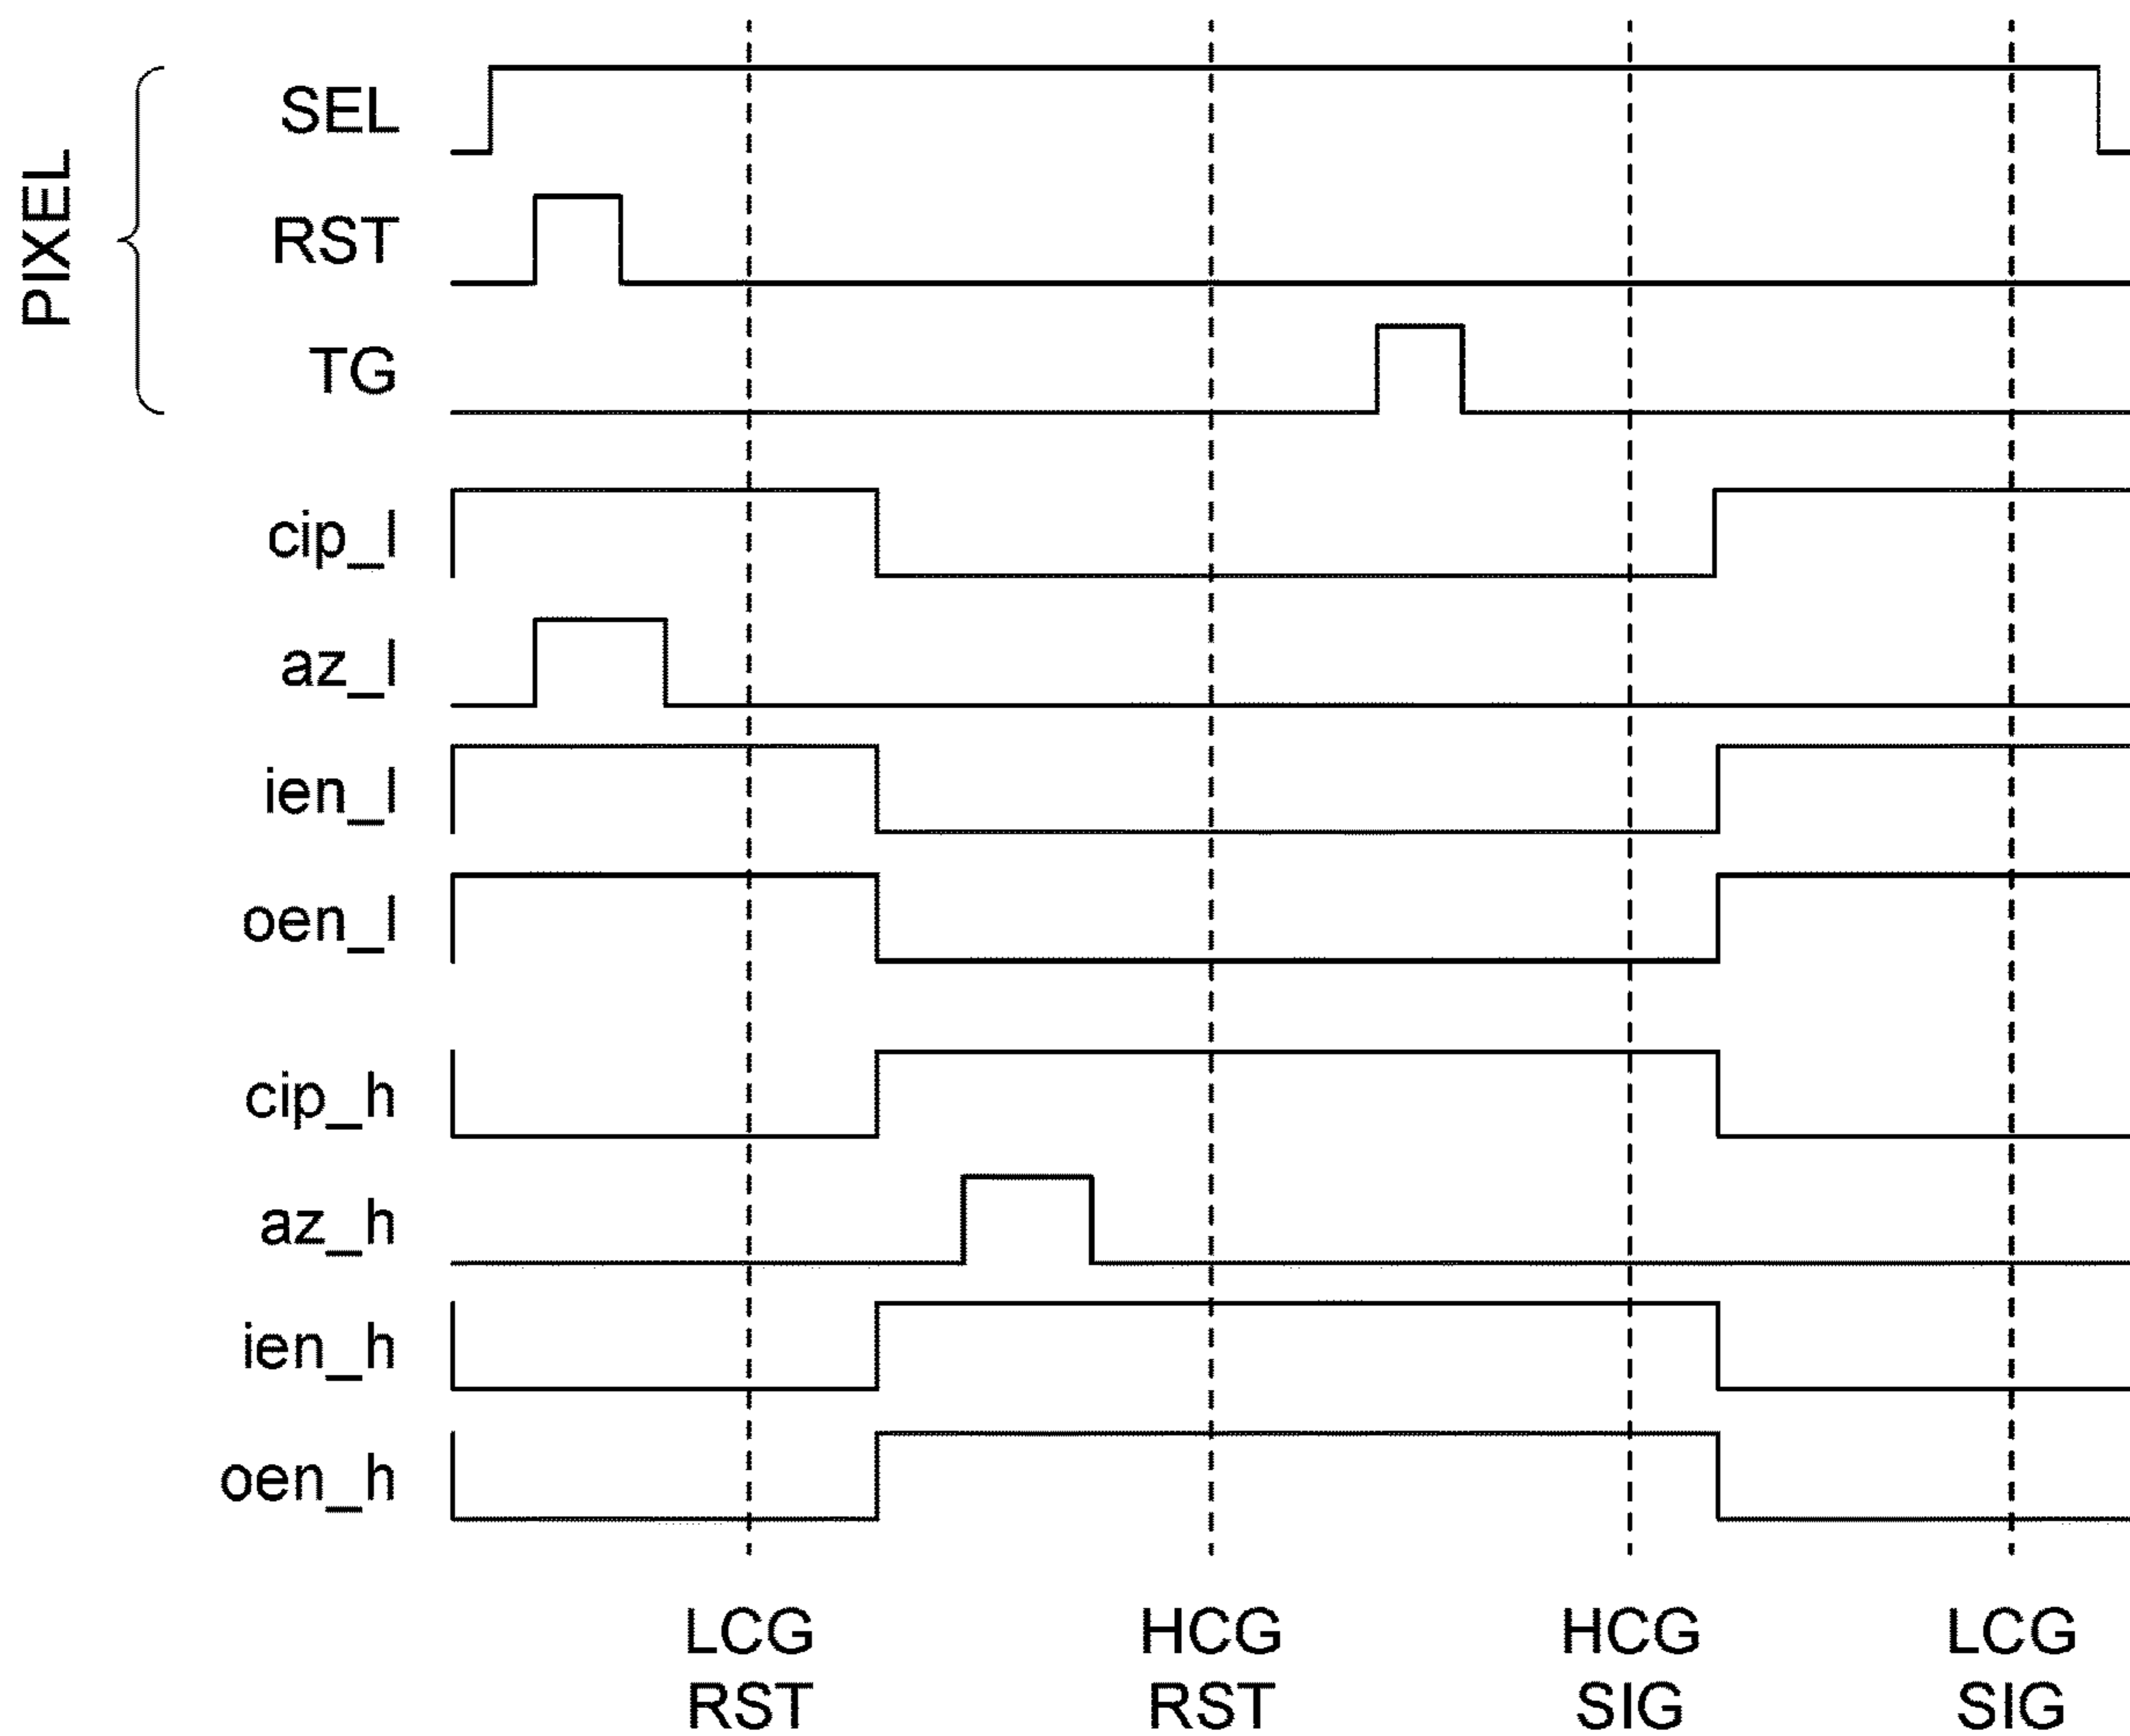 PIXEL
SEL
RST
TG
cip_l
az_l
ien_l
oen_l
cip_h
az_h
ien_h
oen_h
LCG RST
HCG RST
HCG SIG
LCG SIG